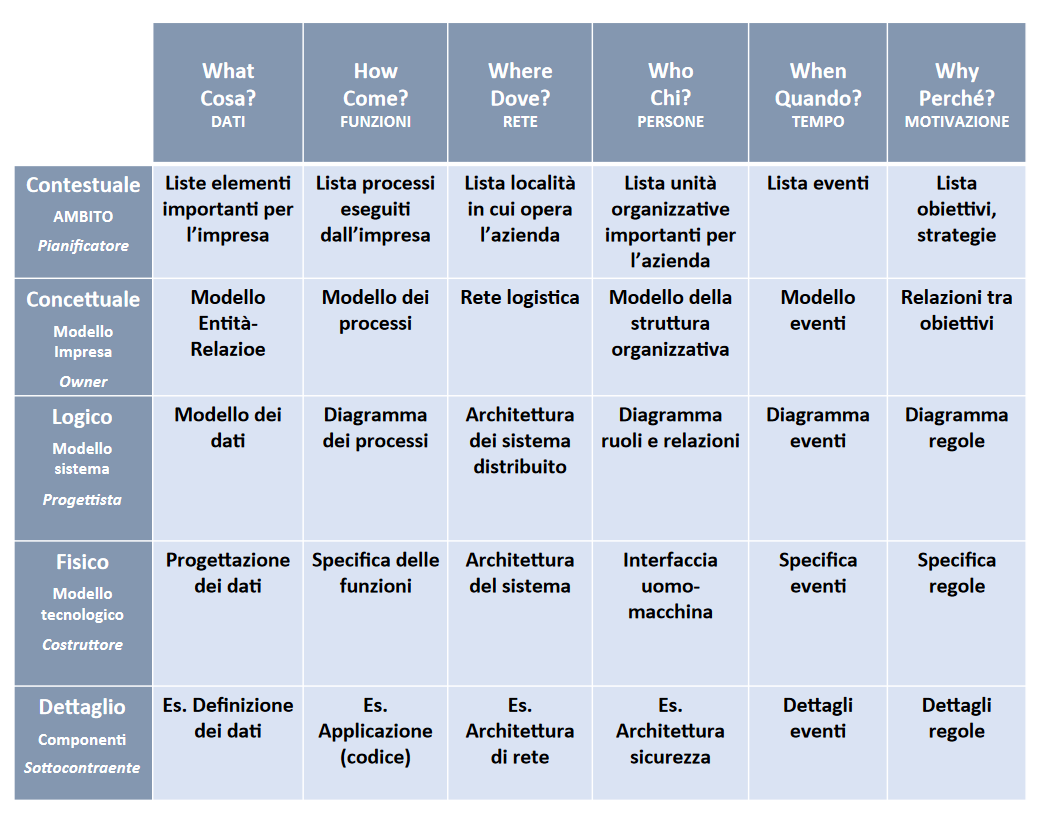 What
Cosa?
DATI
How
Come?
FUNZIONI
Where
Dove?
RETE
Who
Chi?
PERSONE
When
Quando?
TEMPO
Why
Perché?
MOTIVAZIONE
Contestuale
AMBITO
Pianificatore
Liste elementi
importanti per
l’impresa
Lista processi
eseguiti
dall’impresa
Lista località
in cui opera
l’azienda
Lista unità
organizzative
importanti per
l’azienda
Lista eventi
Lista
obiettivi,
strategie
Concettuale
Modello
Impresa
Owner
Modello
Entità-
Relazioe
Modello dei
processi
Rete logistica
Modello della
struttura
organizzativa
Modello
eventi
Relazioni tra
obiettivi
Logico
Modello
sistema
Progettista
Modello dei
dati
Diagramma
dei processi
Architettura
dei sistema
distribuito
Diagramma
ruoli e relazioni
Diagramma
eventi
Diagramma
regole
Fisico
Modello
tecnologico
Costruttore
Progettazione
dei dati
Specifica delle
funzioni
Architettura
del sistema
Interfaccia
uomo-
macchina
Specifica
eventi
Specifica
regole
Dettaglio
Componenti
Sottocontraente
Es. Definizione
dei dati
Es.
Applicazione
(codice)
Es.
Architettura
di rete
Es.
Architettura
sicurezza
Dettagli
eventi
Dettagli
regole